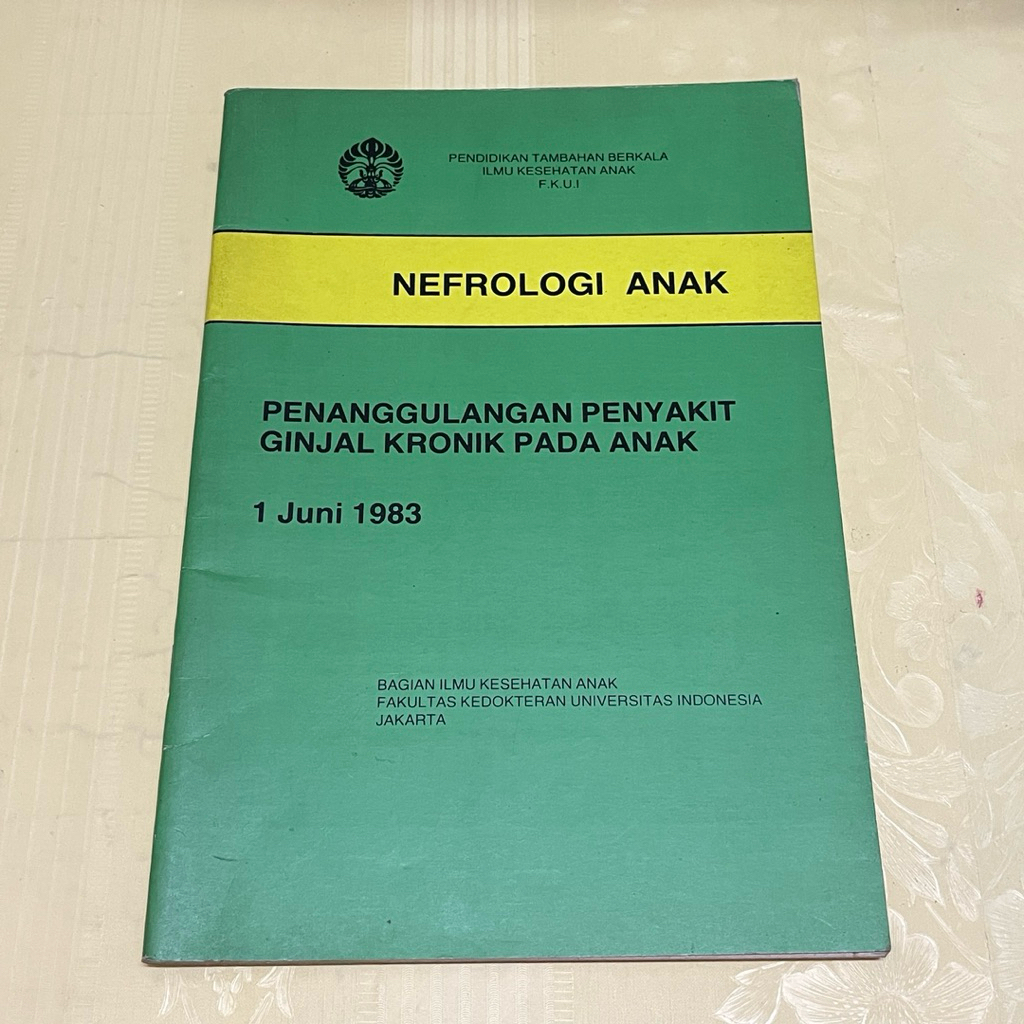 PENDIDIKAN TAMBAHAN BERKALA
ILMU KESEHATAN ANAK
F.K.U.I
NEFROLOGI ANAK
PENANGGULANGAN PENYAKIT
GINJAL KRONIK PADA ANAK
1 Juni 1983
BAGIAN ILMU KESEHATAN ANAK
FAKULTAS KEDOKTERAN UNIVERSITAS INDONESIA
JAKARTA